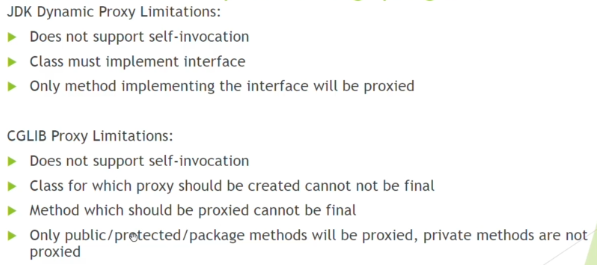 JDK Dynamic Proxy Limitations:
Does not support self-invocation
Class must implement interface
Only method implementing the interface will be proxied
CGLIB Proxy Limitations:
Does not support self-invocation
Class for which proxy should be created cannot not be final
Method which should be proxied cannot be final
Only public/protected/package methods will be proxied, private methods are not
proxied